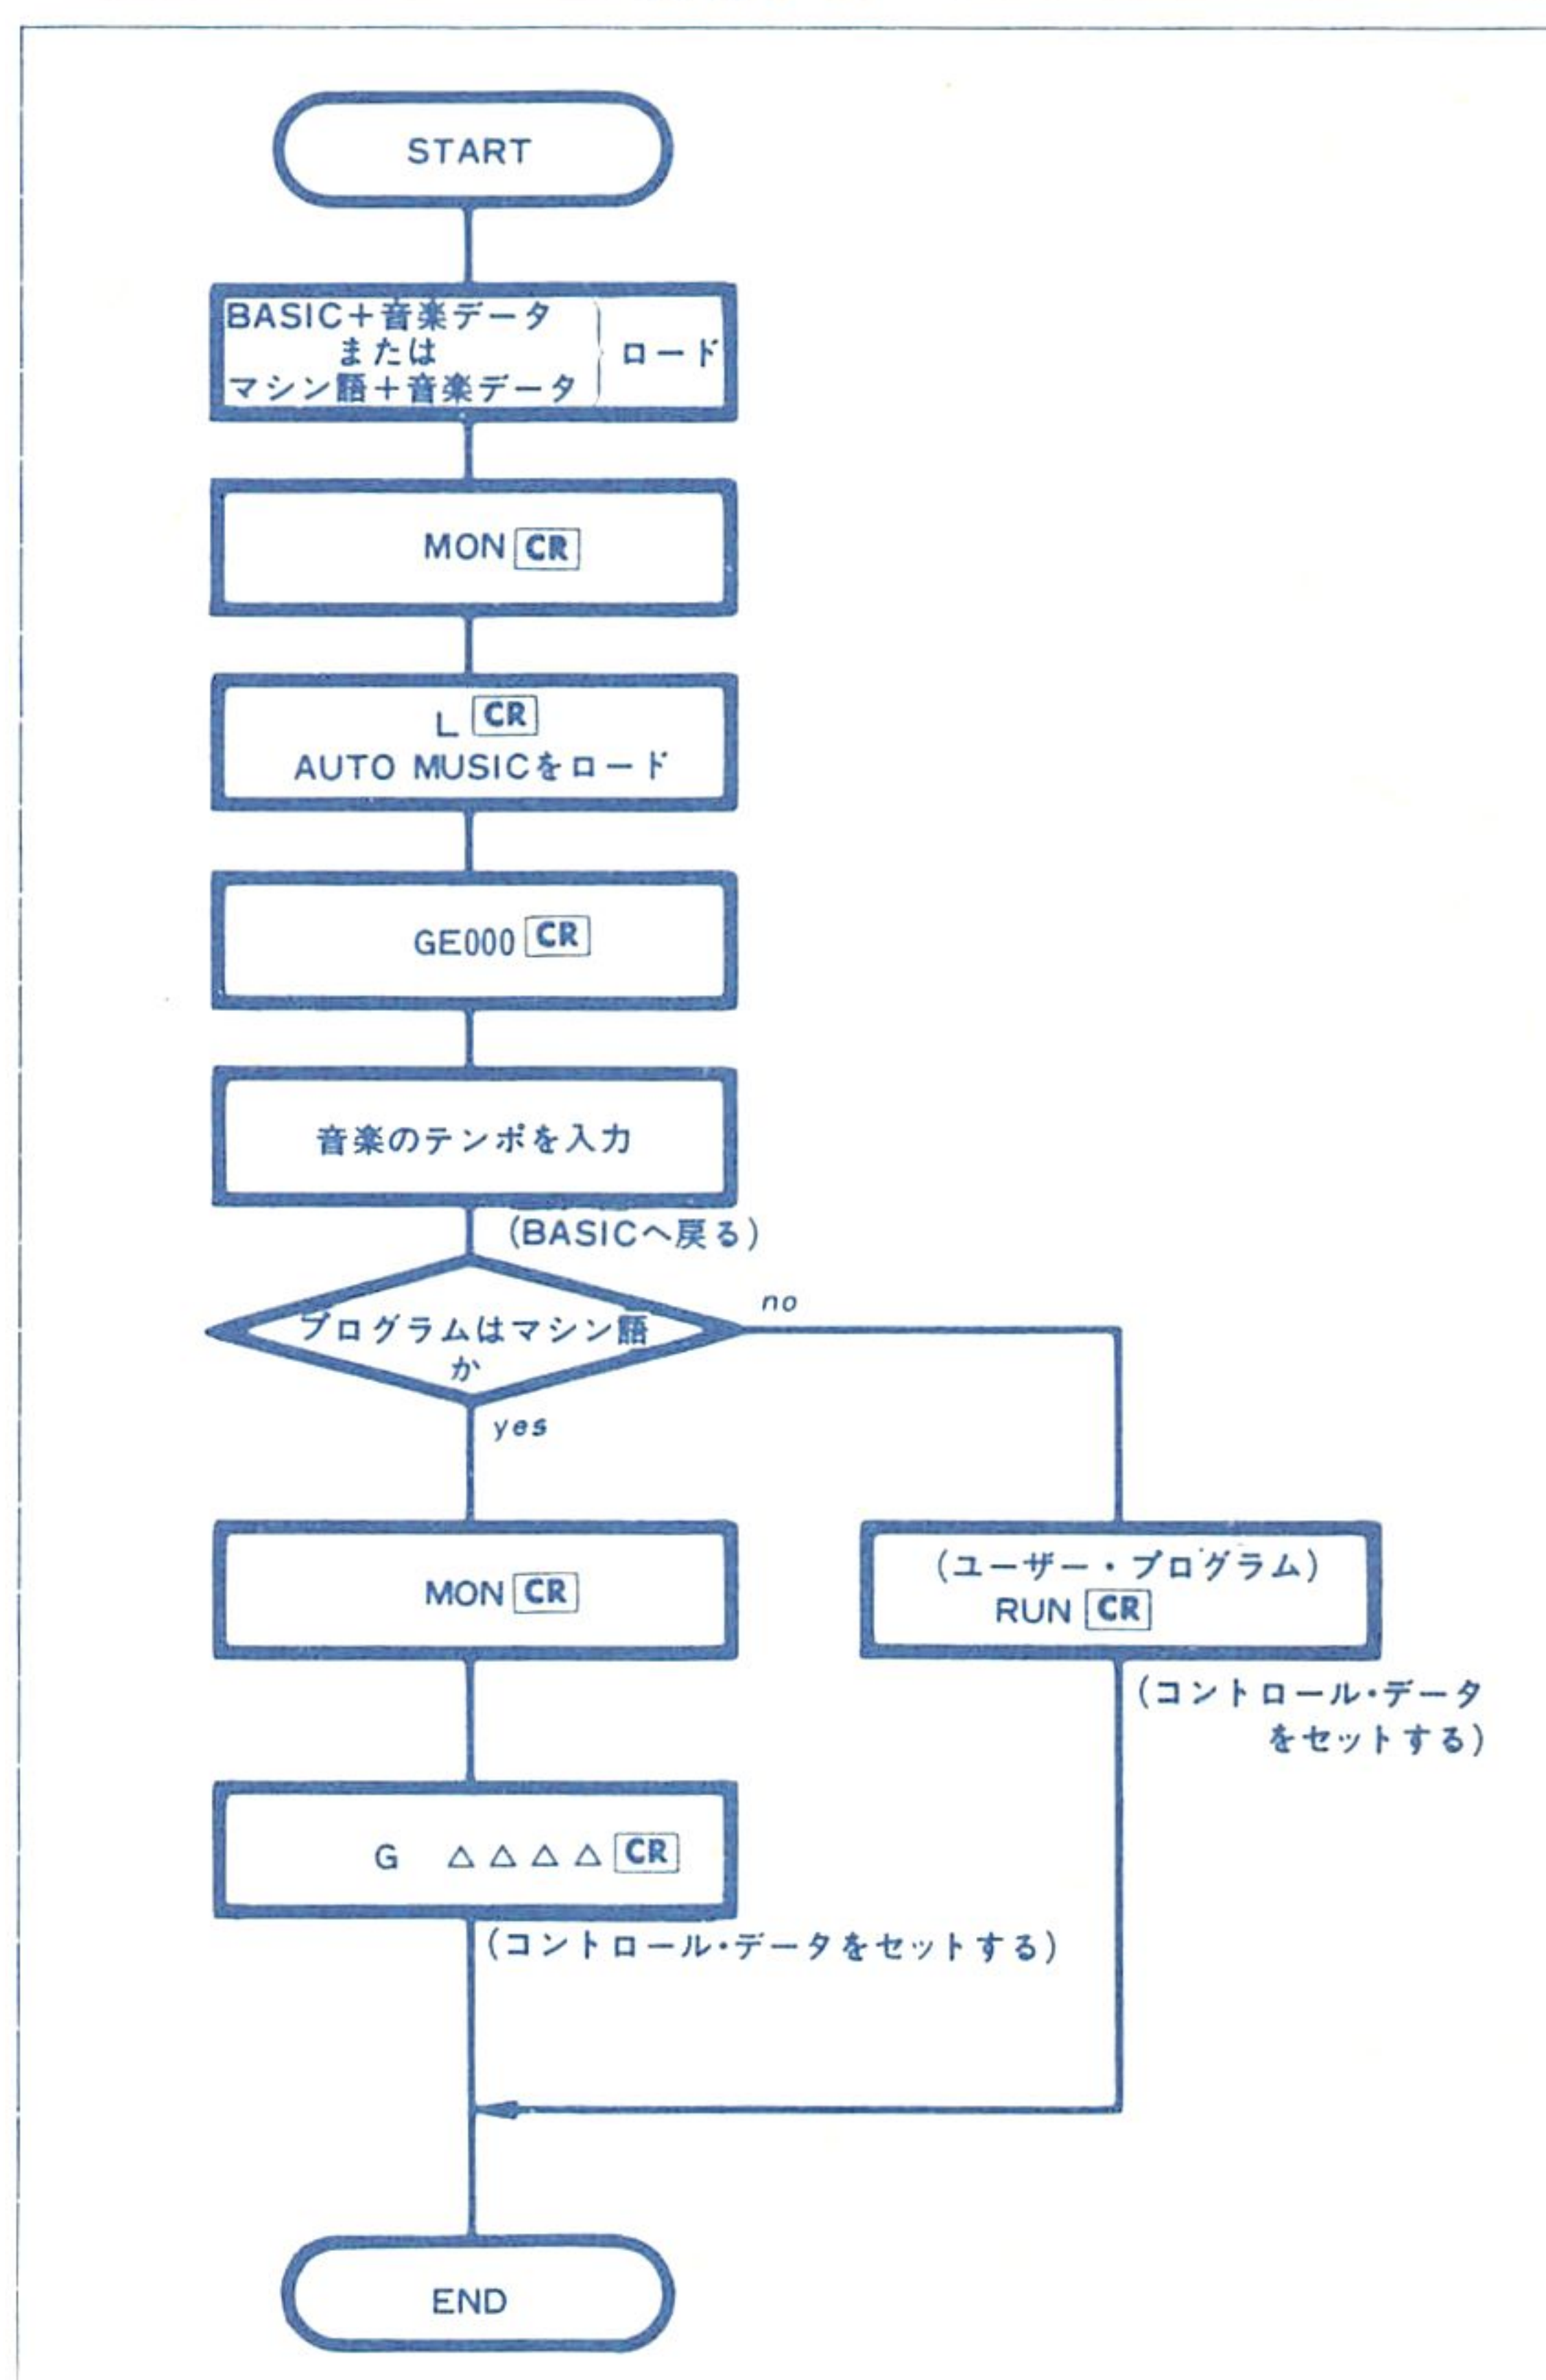 START
BASIC+音楽データ
または
マシン語+音楽データ
ロード
MON CR
L CR
AUTO MUSICをロード
GE000 CR
音楽のテンポを入力
(BASICへ戻る)
プログラムはマシン語
か
no
yes
MON CR
(ユーザー・プログラム)
RUN CR
(コントロール・データ
をセットする)
G △△△△ CR
(コントロール・データをセットする)
END